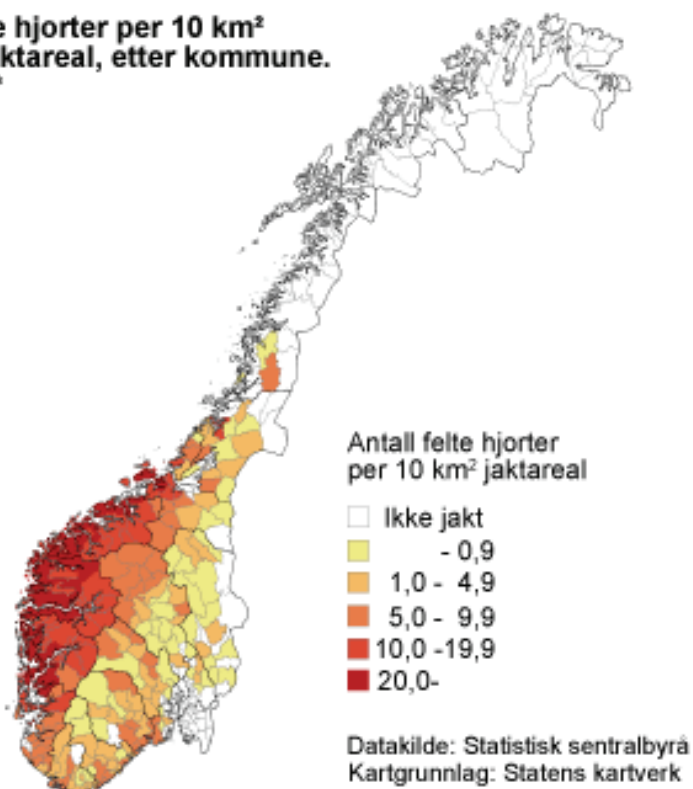 e hjorter per 10 km²
ktareal, etter kommune.
Antall felte hjorter
per 10 km² jaktareal
Ikke jakt
- 0,9
1,0 - 4,9
5,0 - 9,9
10,0 -19,9
20,0-
Datakilde: Statistisk sentralbyrå
Kartgrunnlag: Statens kartverk